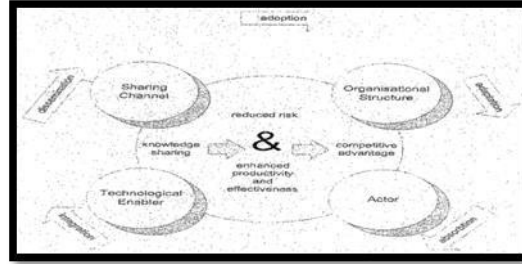 adoption
Sharing
Channel
Organisational
Structure
dissemination
reduced risk
knowledge
sharing
&
competitive
advantage
enhanced
productivity
and
effectiveness
Technological
Enabler
Actor
integration